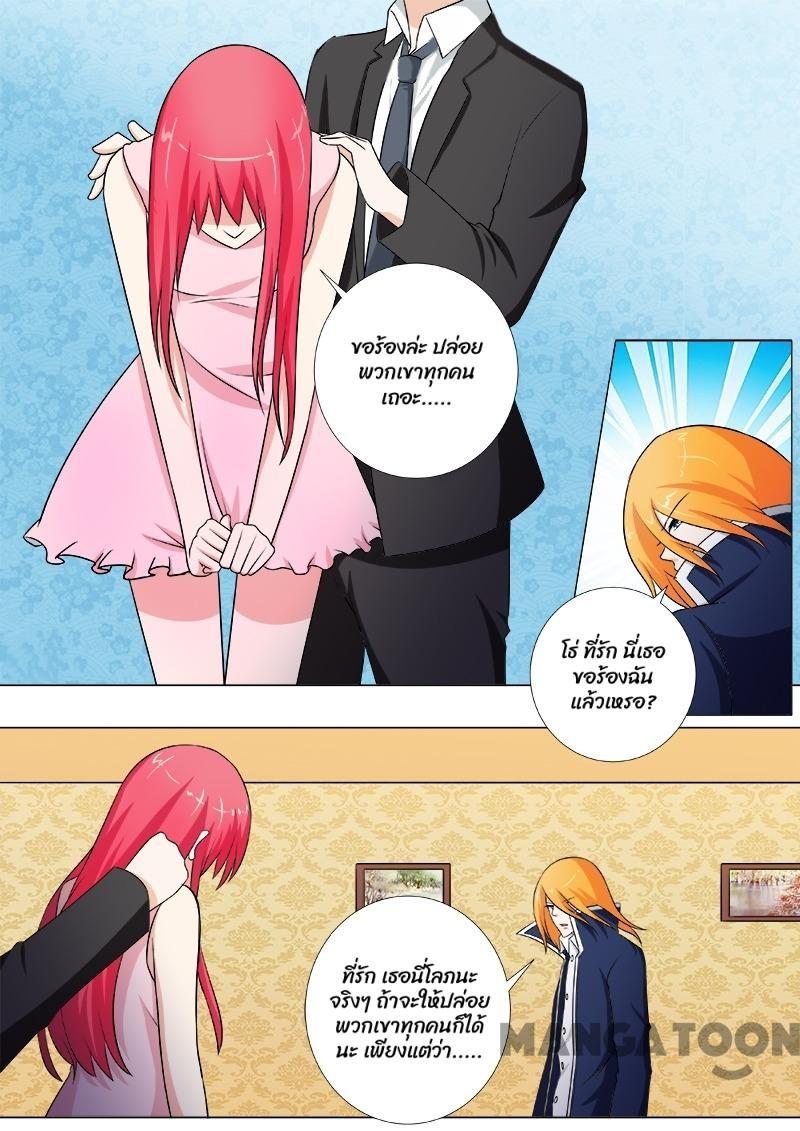 ขอร้องล่ะ ปล่อย
พวกเขาทุกคน
เถอะ.....
โธ่ ที่รัก นี่เธอ
ขอร้องฉัน
แล้วเหรอ?
ที่รัก เธอนี่โลภนะ
จริงๆ ถ้าจะให้ปล่อย
พวกเขาทุกคนก็ได้
นะ เพียงแต่ว่า.....
MANGATOON